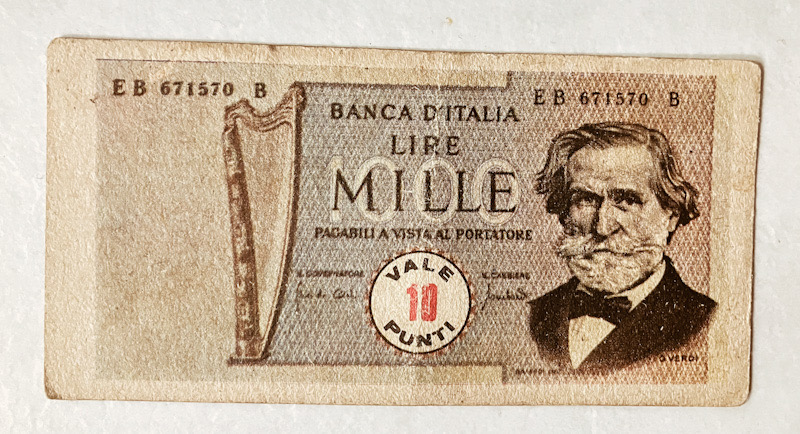 EB 671570 B
EB 671570 B
BANCA D'ITALIA
LIRE
1000
MILLE
PAGABILI A VISTA AL PORTATORE
IL GOVERNATORE
IL CASSIERE
VALE
10
PUNTI
G. VERDI